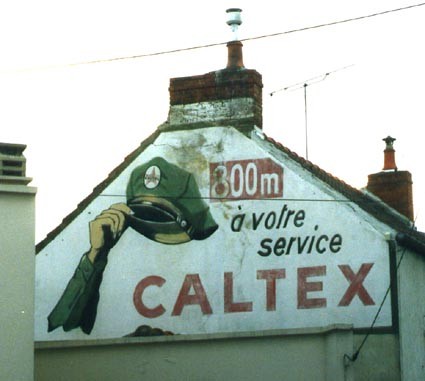 800m
à votre
service
CALTEX